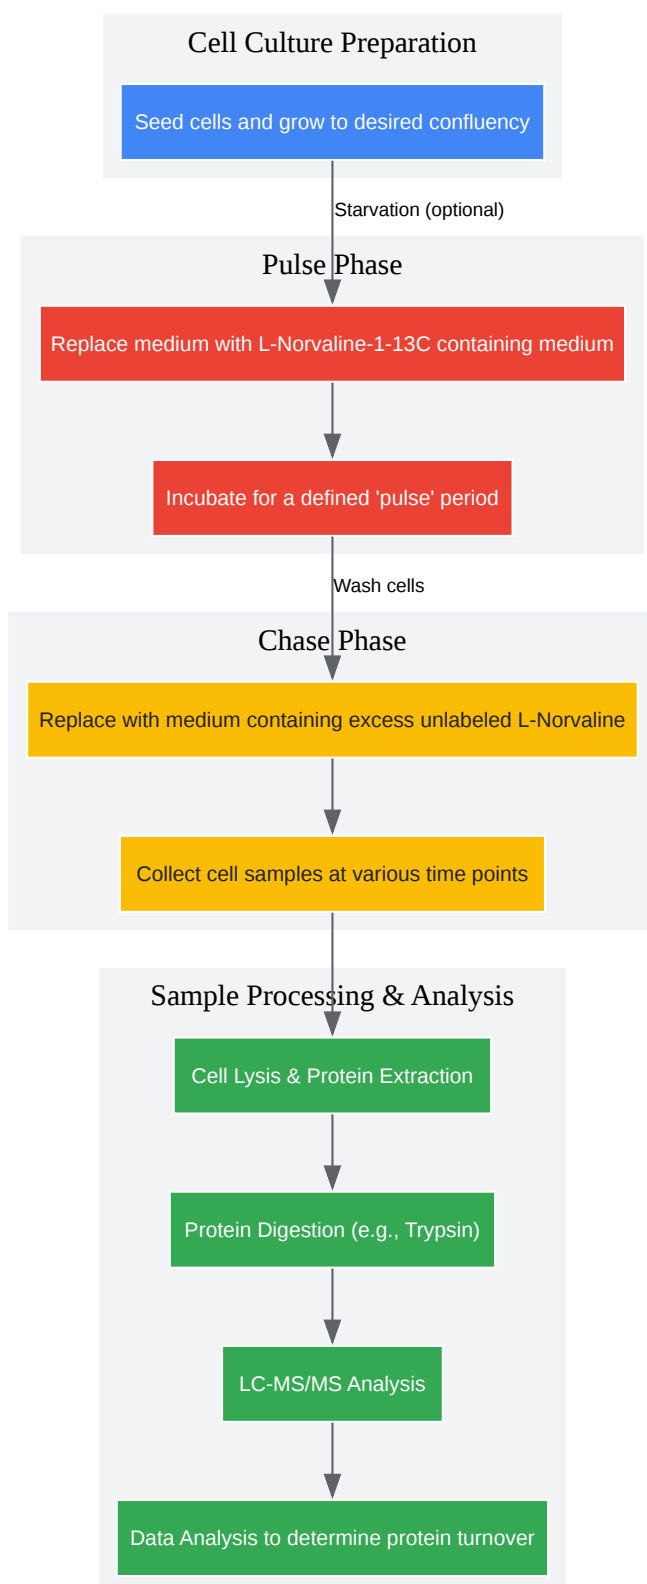 Cell Culture Preparation
Seed cells and grow to desired confluency
Starvation (optional)
Pulse Phase
Replace medium with L-Norvaline-1-13C containing medium
Incubate for a defined 'pulse' period
Wash cells
Chase Phase
Replace with medium containing excess unlabeled L-Norvaline
Collect cell samples at various time points
Sample Processing & Analysis
Cell Lysis & Protein Extraction
Protein Digestion (e.g., Trypsin)
LC-MS/MS Analysis
Data Analysis to determine protein turnover